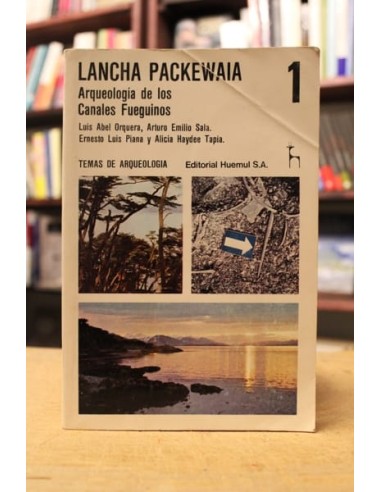 LANCHA PACKEWAIA
1
Arqueología de los
Canales Fueguinos
Luis Abel Orquera, Arturo Emilio Sala.
Ernesto Luis Piana y Alicia Haydee Tapia.
TEMAS DE ARQUEOLOGIA
Editorial Huemul S.A.